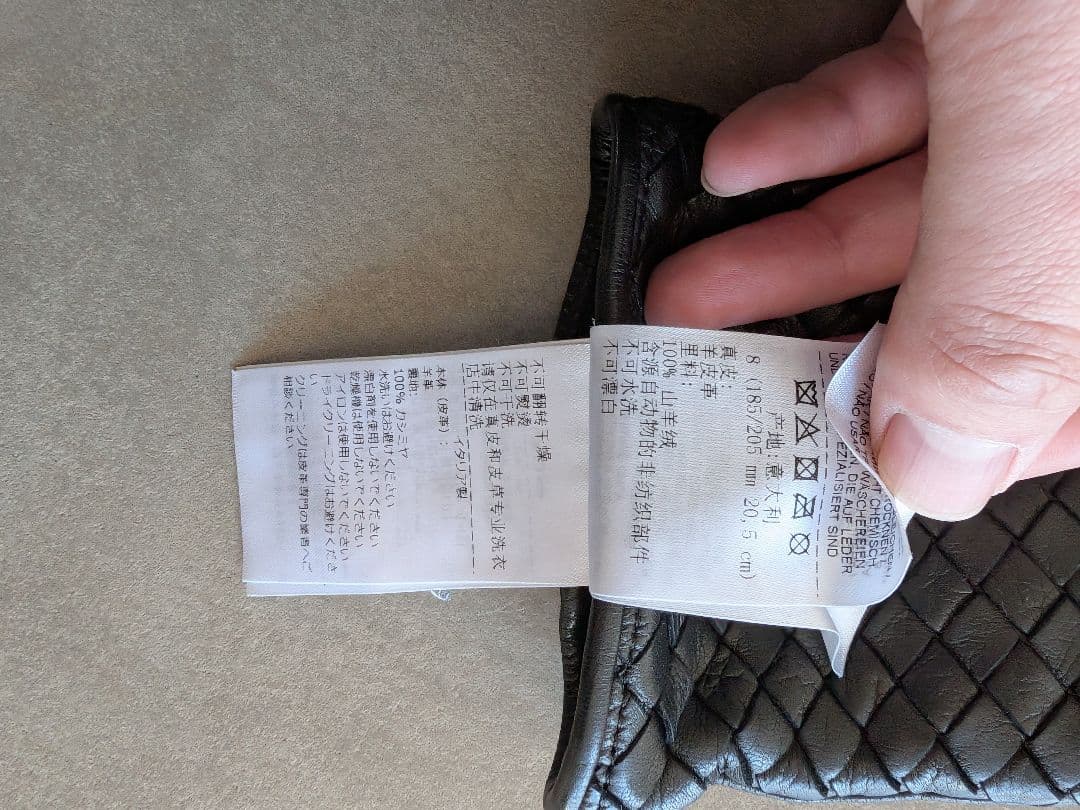 CHEMISCH
WÄSCHEREIEN
DIE AUF LEDER
SPEZIALISIERT SIND
产地: 意大利
8 (185/205 mm 20,5 cm)
真皮:
羊皮革
里料:
100% 山羊绒
含源自动物的非纺织部件
不可水洗
不可漂白
不可翻转干燥
不可熨烫
不可干洗
请仅在真皮和皮草专业洗衣
店中清洗
イタリア製
本体 (皮革):
羊革
裏地:
100% カシミヤ
水洗いはお避けください
漂白剤を使用しないでください
乾燥機は使用しないでください
アイロンは使用しないでください
ドライクリーニングはお避けくださ
い
クリーニングは皮革専門の業者へご
相談ください